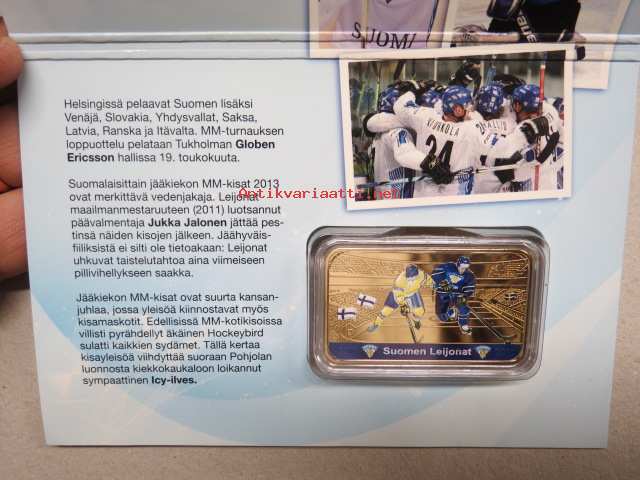 SUOMI
Helsingissä pelaavat Suomen lisäksi
Venäjä, Slovakia, Yhdysvallat, Saksa,
Latvia, Ranska ja Itävalta. MM-turnauksen
loppuottelu pelataan Tukholman Globen
Ericsson hallissa 19. toukokuuta.
Suomalaisittain jääkiekon MM-kisat 2013
ovat merkittävä vedenjakaja. Leijonat
maailmanmestaruuteen (2011) luotsannut
päävalmentaja Jukka Jalonen jättää pes-
tinsä näiden kisojen jälkeen. Jäähyväis-
fiiliksistä ei silti ole tietoakaan: Leijonat
uhkuvat taistelutahtoa aina viimeiseen
pillivihellykseen saakka.
Jääkiekon MM-kisat ovat suurta kansan-
juhlaa, jossa yleisöä kiinnostavat myös
kisamaskotit. Edellisissä MM-kotikisoissa
villisti pyrähdellyt äkäinen Hockeybird
sulatti kaikkien sydämet. Tällä kertaa
kisayleisöä viihdyttää suoraan Pohjolan
luonnosta kiekkokaukaloon loikannut
sympaattinen Icy-ilves.
24
Antikvariaatti.net
Suomen Leijonat